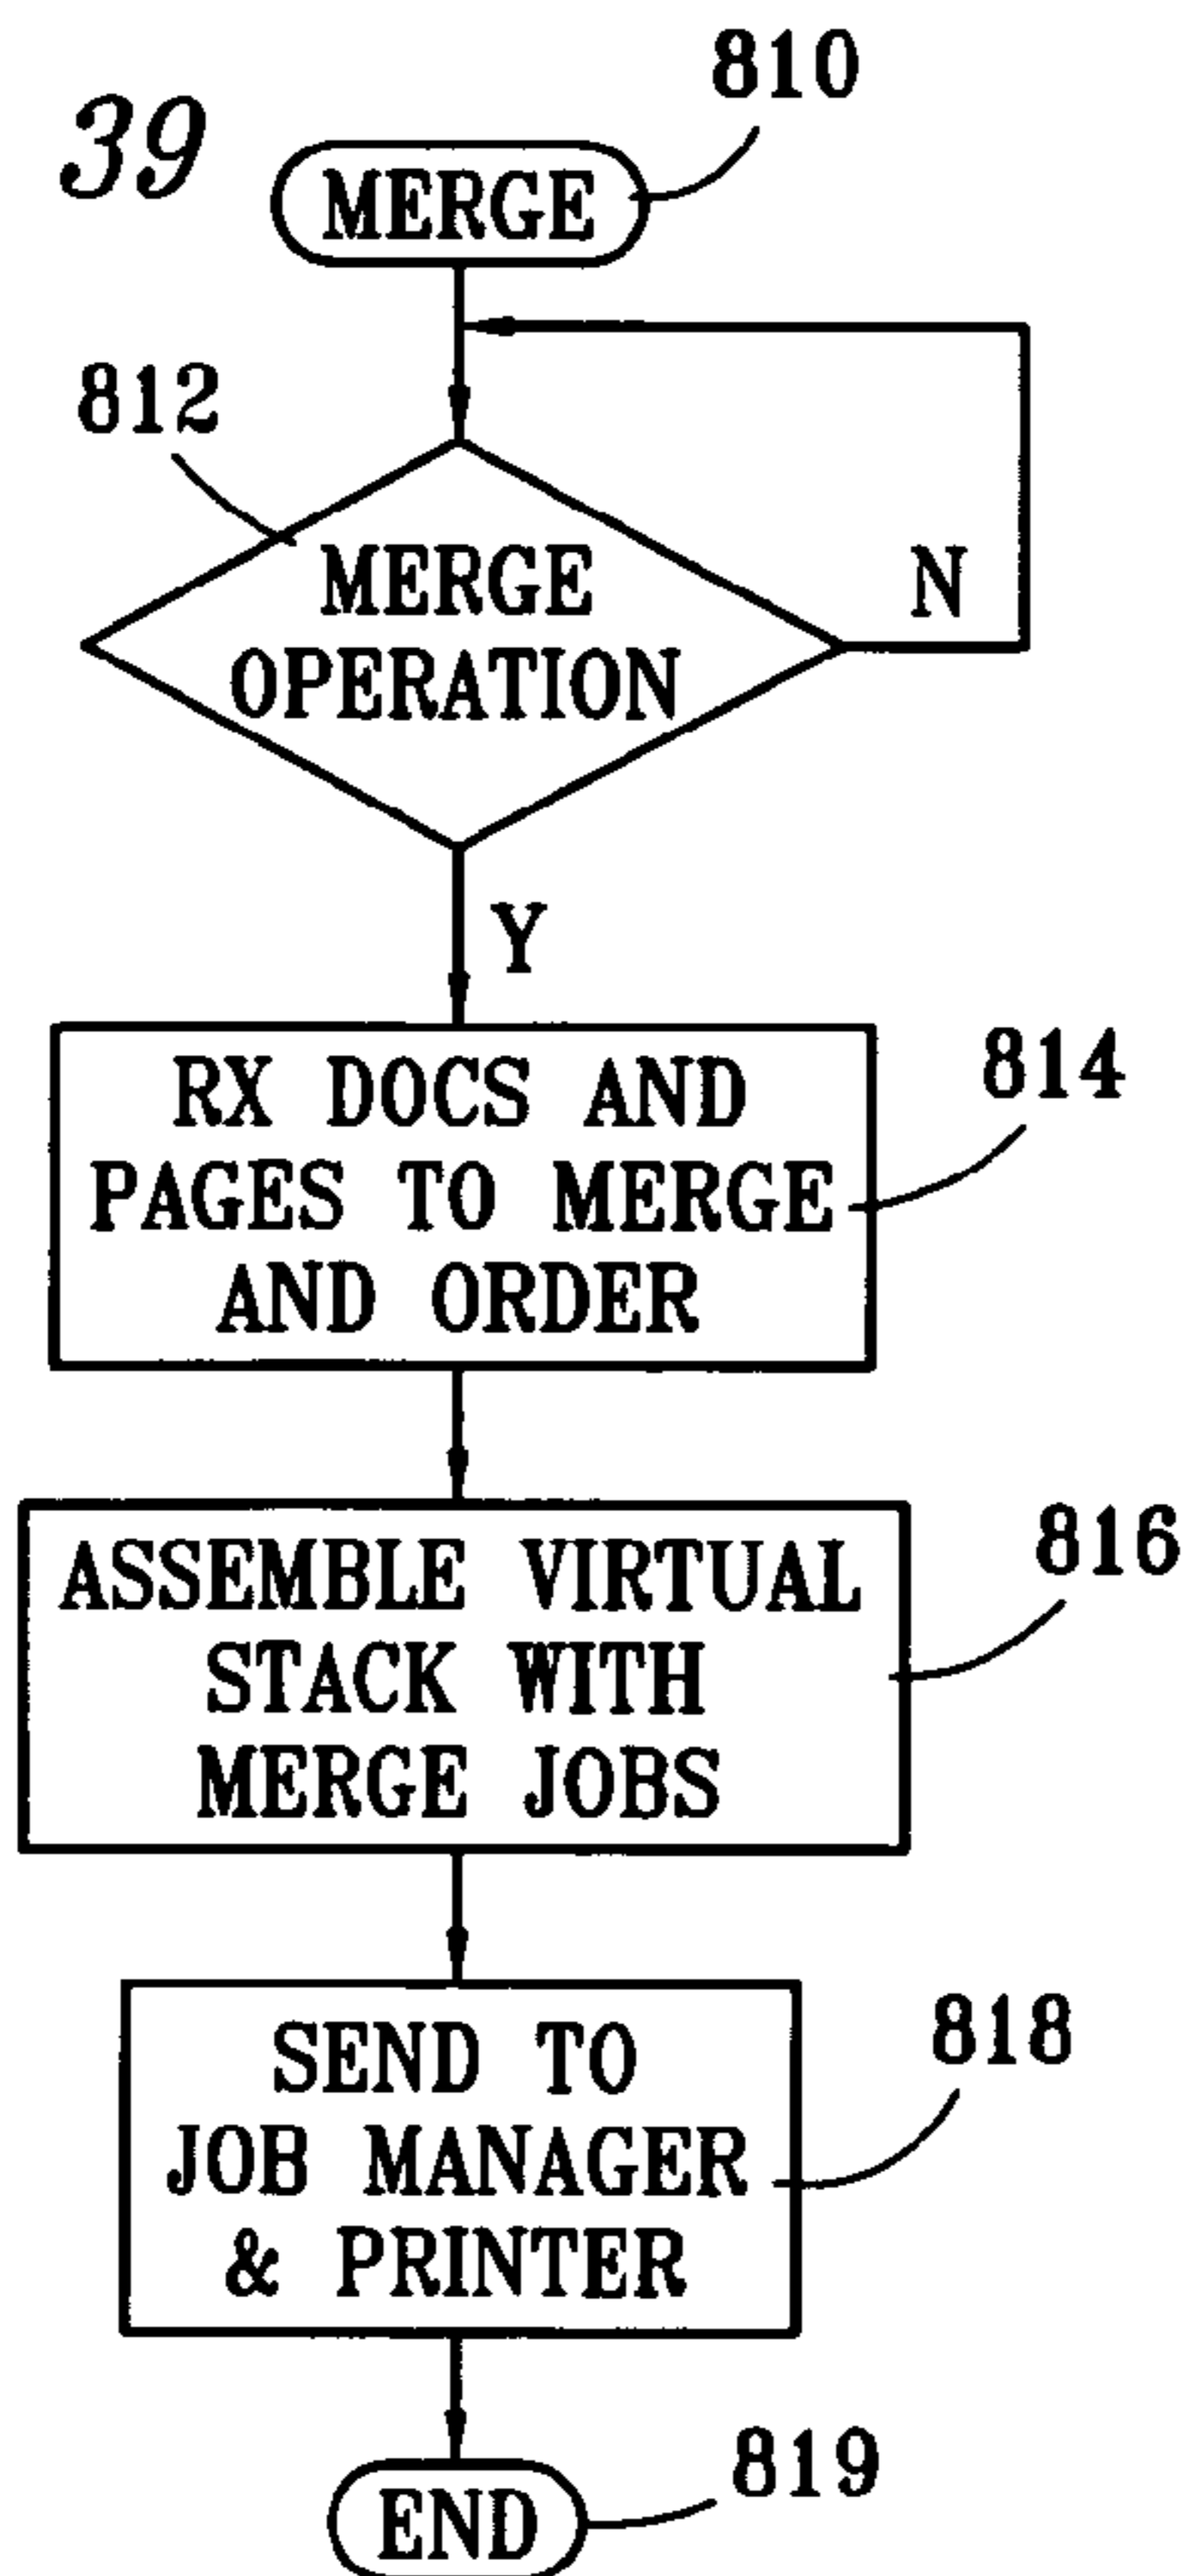 810
39
MERGE
812
MERGE
OPERATION
N
Y
RX DOCS AND
PAGES TO MERGE
AND ORDER
814
ASSEMBLE VIRTUAL
STACK WITH
MERGE JOBS
816
SEND TO
JOB MANAGER
& PRINTER
818
END
819